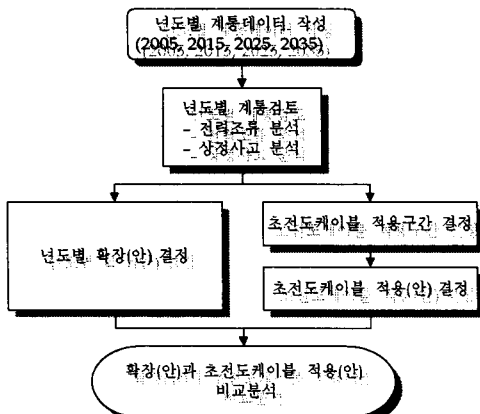 년도별 계통데이터 작성
(2005, 2015, 2025, 2035)
년도별 계통검토
- 전력조류 분석
- 상정사고 분석
년도별 확장(안) 결정
초전도케이블 적용구간 결정
초전도케이블 적용(안) 결정
확장(안)과 초전도케이블 적용(안)
비교분석